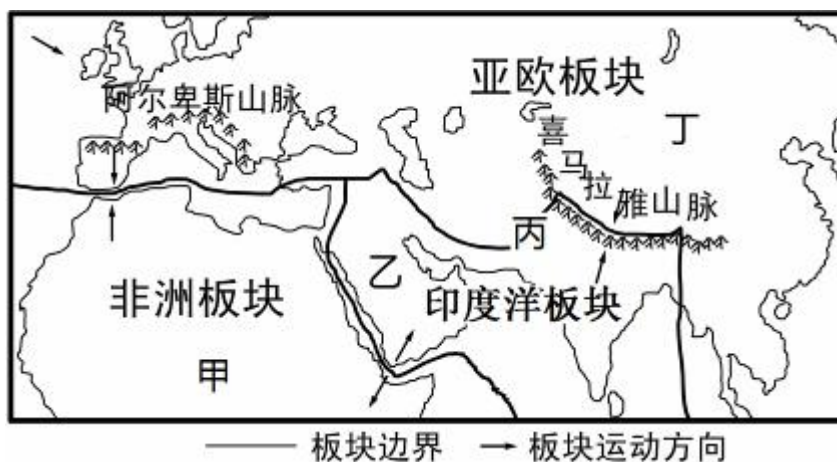 阿尔卑斯山脉
亚欧板块
丁
喜马拉雅山脉
丙
乙
非洲板块
印度洋板块
甲
板块边界
板块运动方向